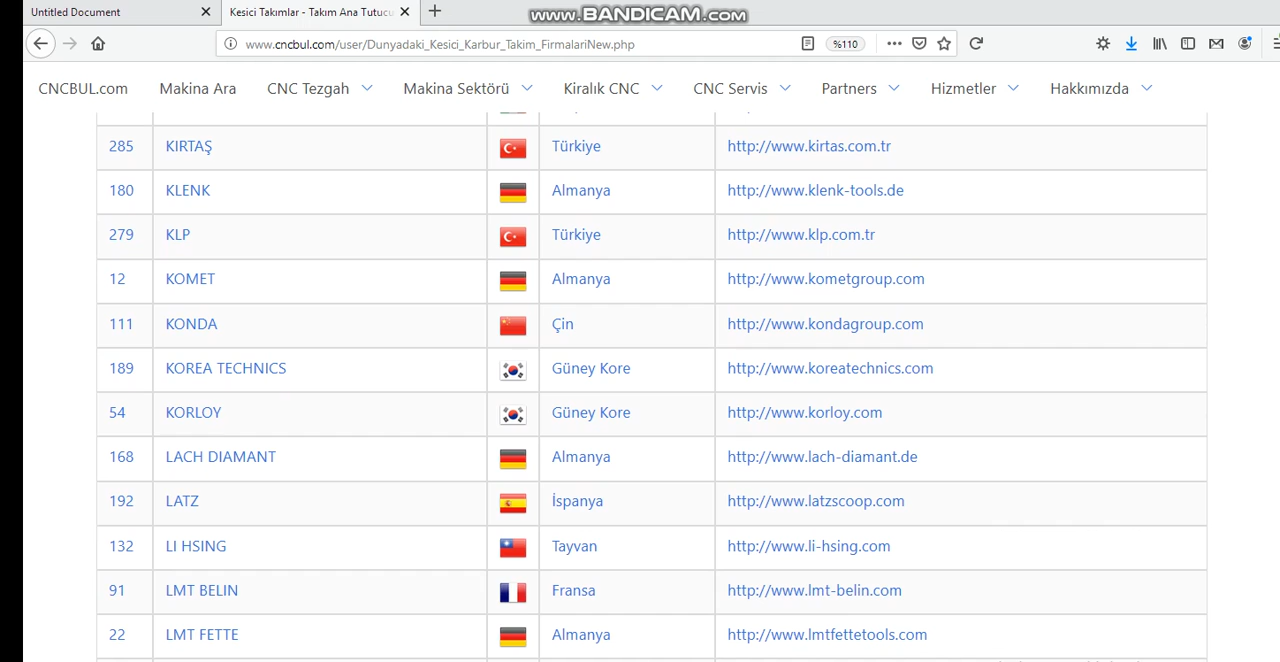 Untitled Document
Kesici Takımlar - Takım Ana Tutucu
www.BANDICAM.com
www.cncbul.com/user/Dunyadaki_Kesici_Karbur_Takim_FirmalariNew.php
%110
CNCBUL.com Makina Ara CNC Tezgah Makina Sektörü Kiralık CNC CNC Servis Partners Hizmetler Hakkımızda
285 KIRTAŞ Türkiye http://www.kirtas.com.tr
180 KLENK Almanya http://www.klenk-tools.de
279 KLP Türkiye http://www.klp.com.tr
12 KOMET Almanya http://www.kometgroup.com
111 KONDA Çin http://www.kondagroup.com
189 KOREA TECHNICS Güney Kore http://www.koreatechnics.com
54 KORLOY Güney Kore http://www.korloy.com
168 LACH DIAMANT Almanya http://www.lach-diamant.de
192 LATZ İspanya http://www.latzscoop.com
132 LI HSING Tayvan http://www.li-hsing.com
91 LMT BELIN Fransa http://www.lmt-belin.com
22 LMT FETTE Almanya http://www.lmtfettetools.com